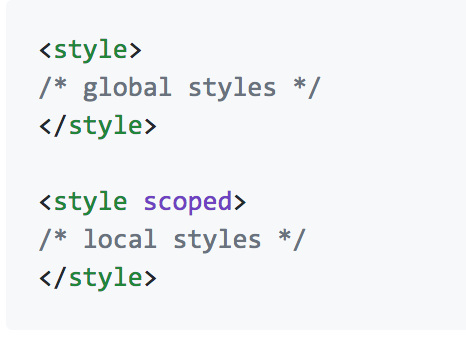 <style>
/* global styles */
</style>

<style scoped>
/* local styles */
</style>